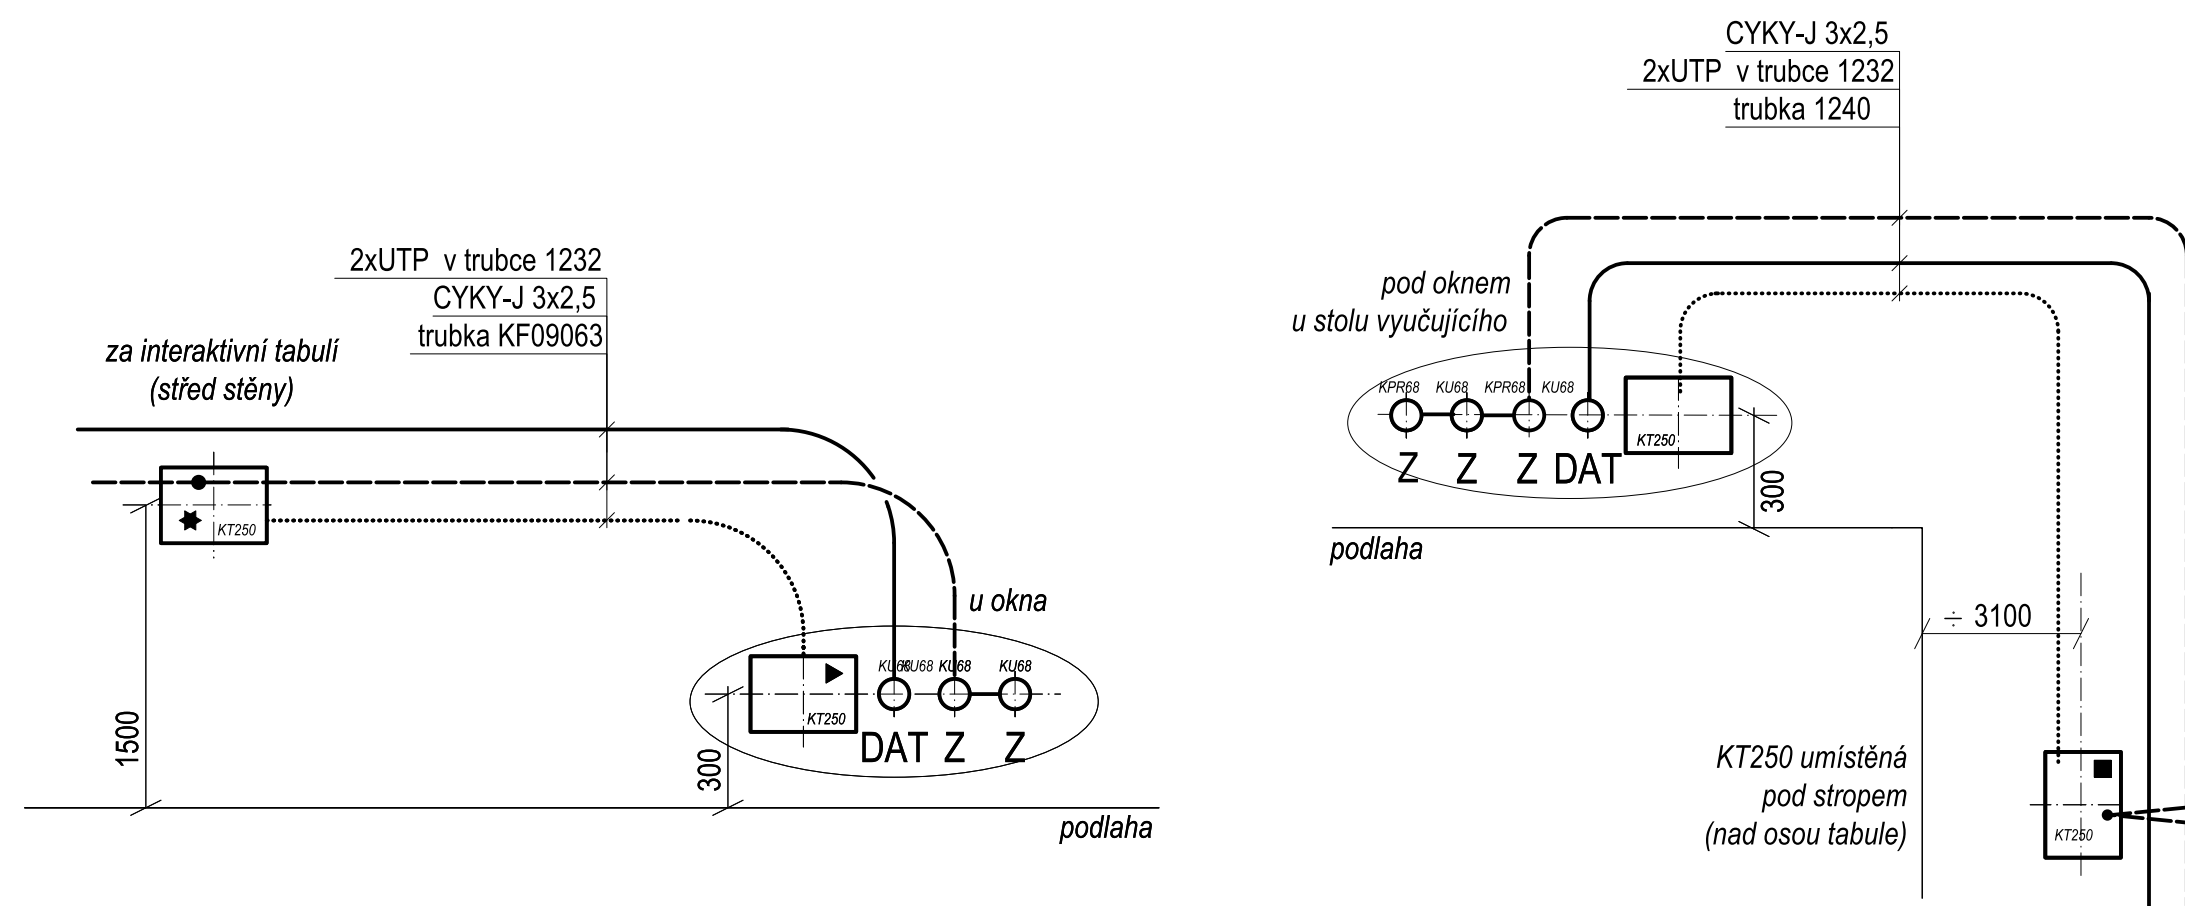 2xUTP v trubce 1232
CYKY-J 3x2,5
trubka KF09063
za interaktivní tabulí
(střed stěny)
KT250
1500
u okna
KU68
KU68
KU68
KU68
KT250
DAT
Z
Z
300
podlaha
CYKY-J 3x2,5
2xUTP v trubce 1232
trubka 1240
pod oknem
u stolu vyučujícího
KPR68
KU68
KPR68
KU68
KT250
Z
Z
Z
DAT
300
podlaha
÷ 3100
KT250 umístěná
pod stropem
(nad osou tabule)
KT250